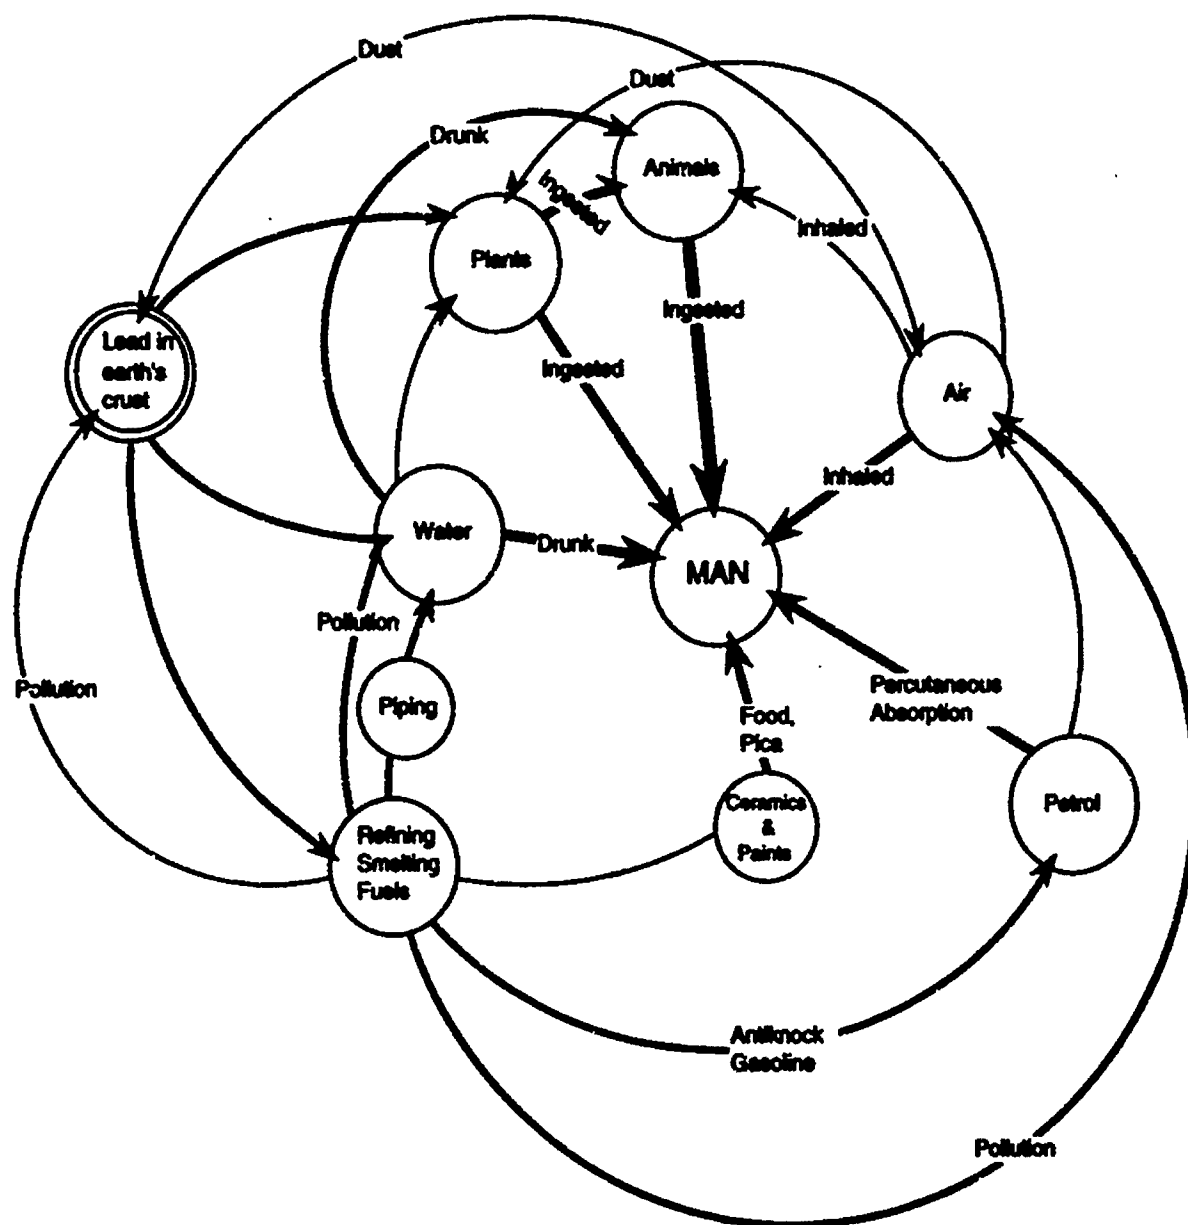 Dust
Dust
Drunk
Animals
Ingested
Inhaled
Plants
Ingested
Lead in
earth's
crust
Ingested
Air
Inhaled
Water
Drunk
MAN
Pollution
Pollution
Piping
Percutaneous
Absorption
Food,
Pica
Ceramics
&
Paints
Petrol
Refining
Smelting
Fuels
Antiknock
Gasoline
Pollution